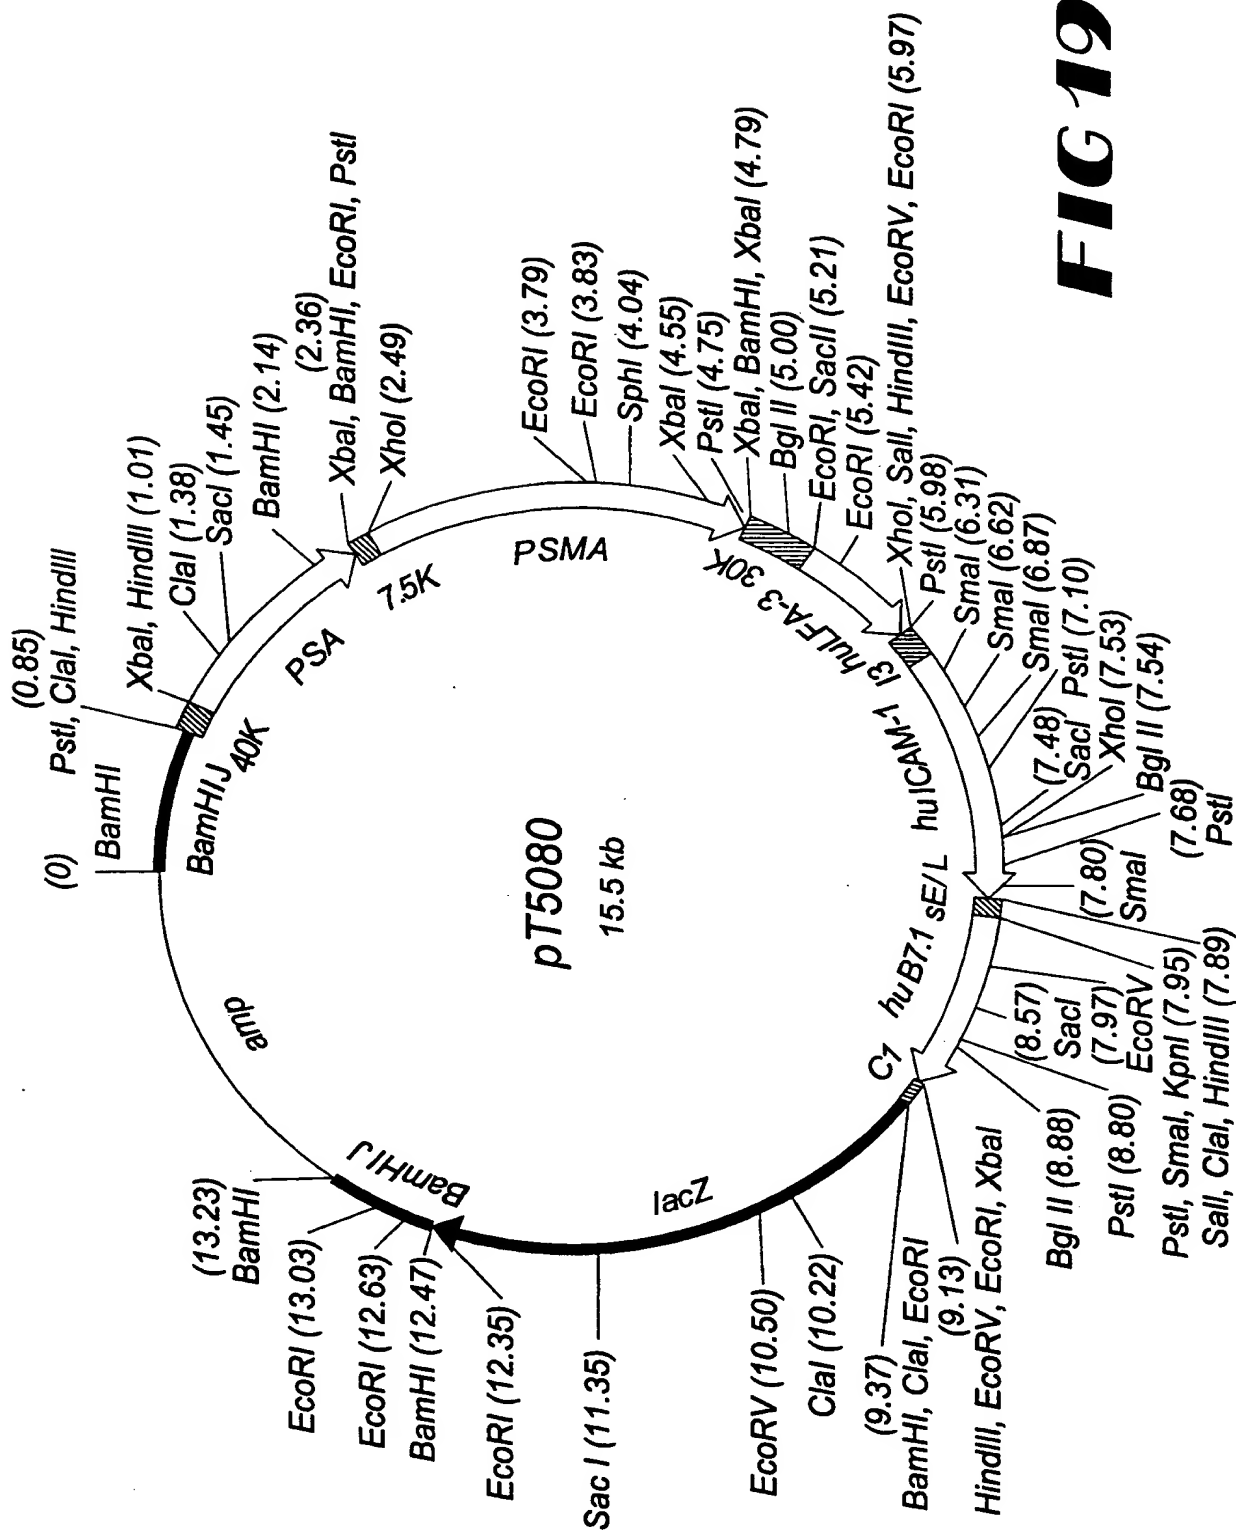 (0)
BamHI
(0.85)
PstI, ClaI, HindIII
XbaI, HindIII (1.01)
ClaI (1.38)
SacI (1.45)
BamHI (2.14)
(2.36)
XbaI, BamHI, EcoRI, PstI
XhoI (2.49)
EcoRI (3.79)
EcoRI (3.83)
SphI (4.04)
XbaI (4.55)
PstI (4.75)
XbaI, BamHI, XbaI (4.79)
Bgl II (5.00)
EcoRI, SacII (5.21)
EcoRI (5.42)
XhoI, SalI, HindIII, EcoRV, EcoRI (5.97)
PstI (5.98)
SmaI (6.31)
SmaI (6.62)
SmaI (6.87)
PstI (7.10)
(7.48)
SacI
XhoI (7.53)
Bgl II (7.54)
(7.68)
PstI
(7.80)
SmaI
SalI, ClaI, HindIII (7.89)
PstI, SmaI, KpnI (7.95)
(7.97)
EcoRV
(8.57)
SacI
PstI (8.80)
Bgl II (8.88)
(9.13)
HindIII, EcoRV, EcoRI, XbaI
(9.37)
BamHI, ClaI, EcoRI
ClaI (10.22)
EcoRV (10.50)
Sac I (11.35)
EcoRI (12.35)
BamHI (12.47)
EcoRI (12.63)
EcoRI (13.03)
(13.23)
BamHI
BamHIJ
40K
PSA
7.5K
PSMA
30K
huLFA-3
I3
huICAM-1
sE/L
huB7.1
C1
lacZ
BamHIJ
amp
pT5080
15.5 kb
FIG 19